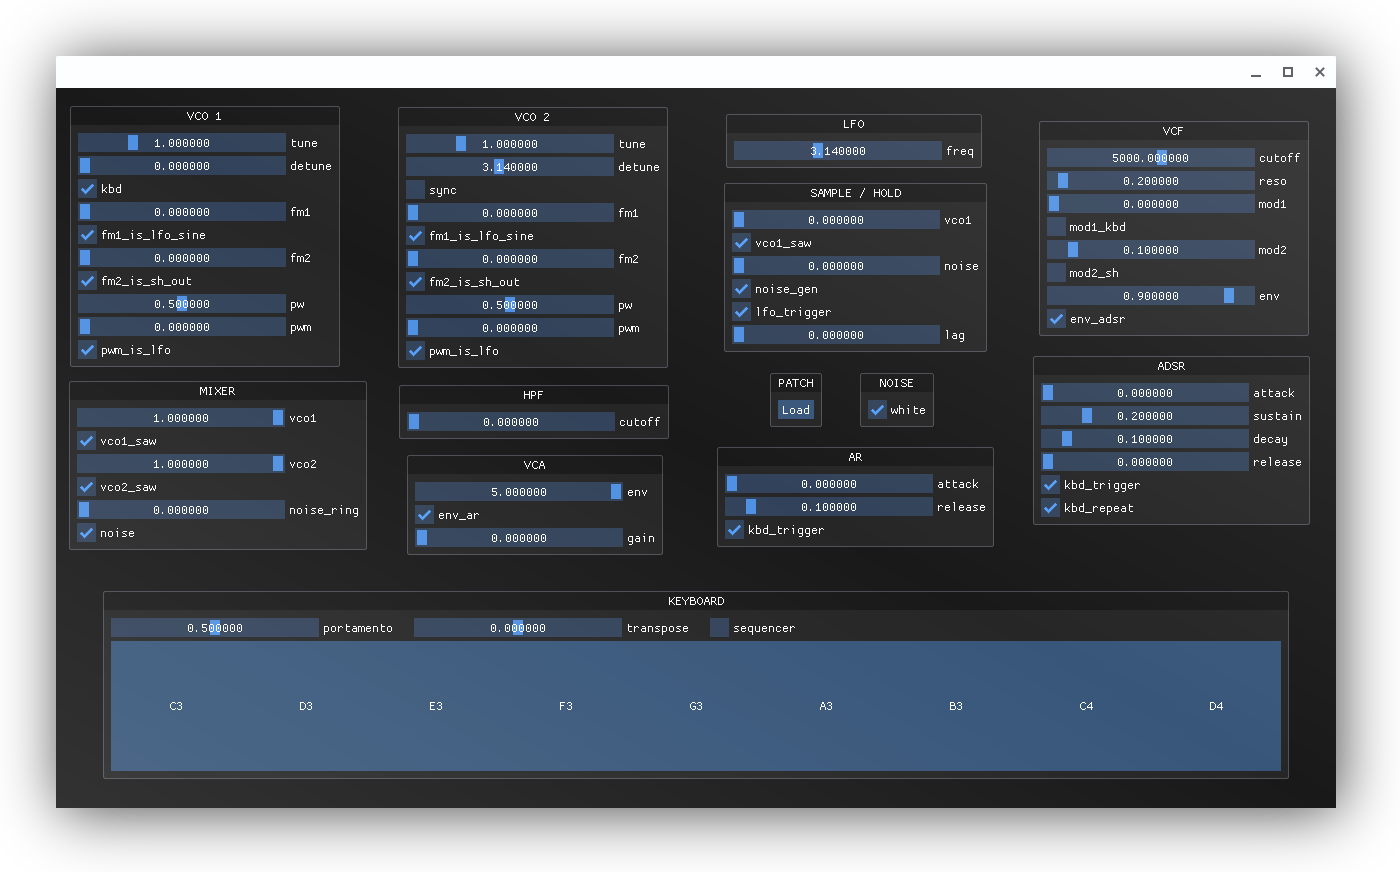 VCO 1
1.000000 tune
0.000000 detune
kbd
0.000000 fm1
fm1_is_lfo_sine
0.000000 fm2
fm2_is_sh_out
0.500000 pw
0.000000 pwm
pwm_is_lfo
VCO 2
1.000000 tune
3.140000 detune
sync
0.000000 fm1
fm1_is_lfo_sine
0.000000 fm2
fm2_is_sh_out
0.500000 pw
0.000000 pwm
pwm_is_lfo
LFO
3.140000 freq
SAMPLE / HOLD
0.000000 vco1
vco1_saw
0.000000 noise
noise_gen
lfo_trigger
0.000000 lag
VCF
5000.000000 cutoff
0.200000 reso
0.000000 mod1
mod1_kbd
0.100000 mod2
mod2_sh
0.900000 env
env_adsr
MIXER
1.000000 vco1
vco1_saw
1.000000 vco2
vco2_saw
0.000000 noise_ring
noise
HPF
0.000000 cutoff
VCA
5.000000 env
env_ar
0.000000 gain
PATCH
Load
NOISE
white
AR
0.000000 attack
0.100000 release
kbd_trigger
ADSR
0.000000 attack
0.200000 sustain
0.100000 decay
0.000000 release
kbd_trigger
kbd_repeat
KEYBOARD
0.500000 portamento 0.000000 transpose sequencer
C3 D3 E3 F3 G3 A3 B3 C4 D4